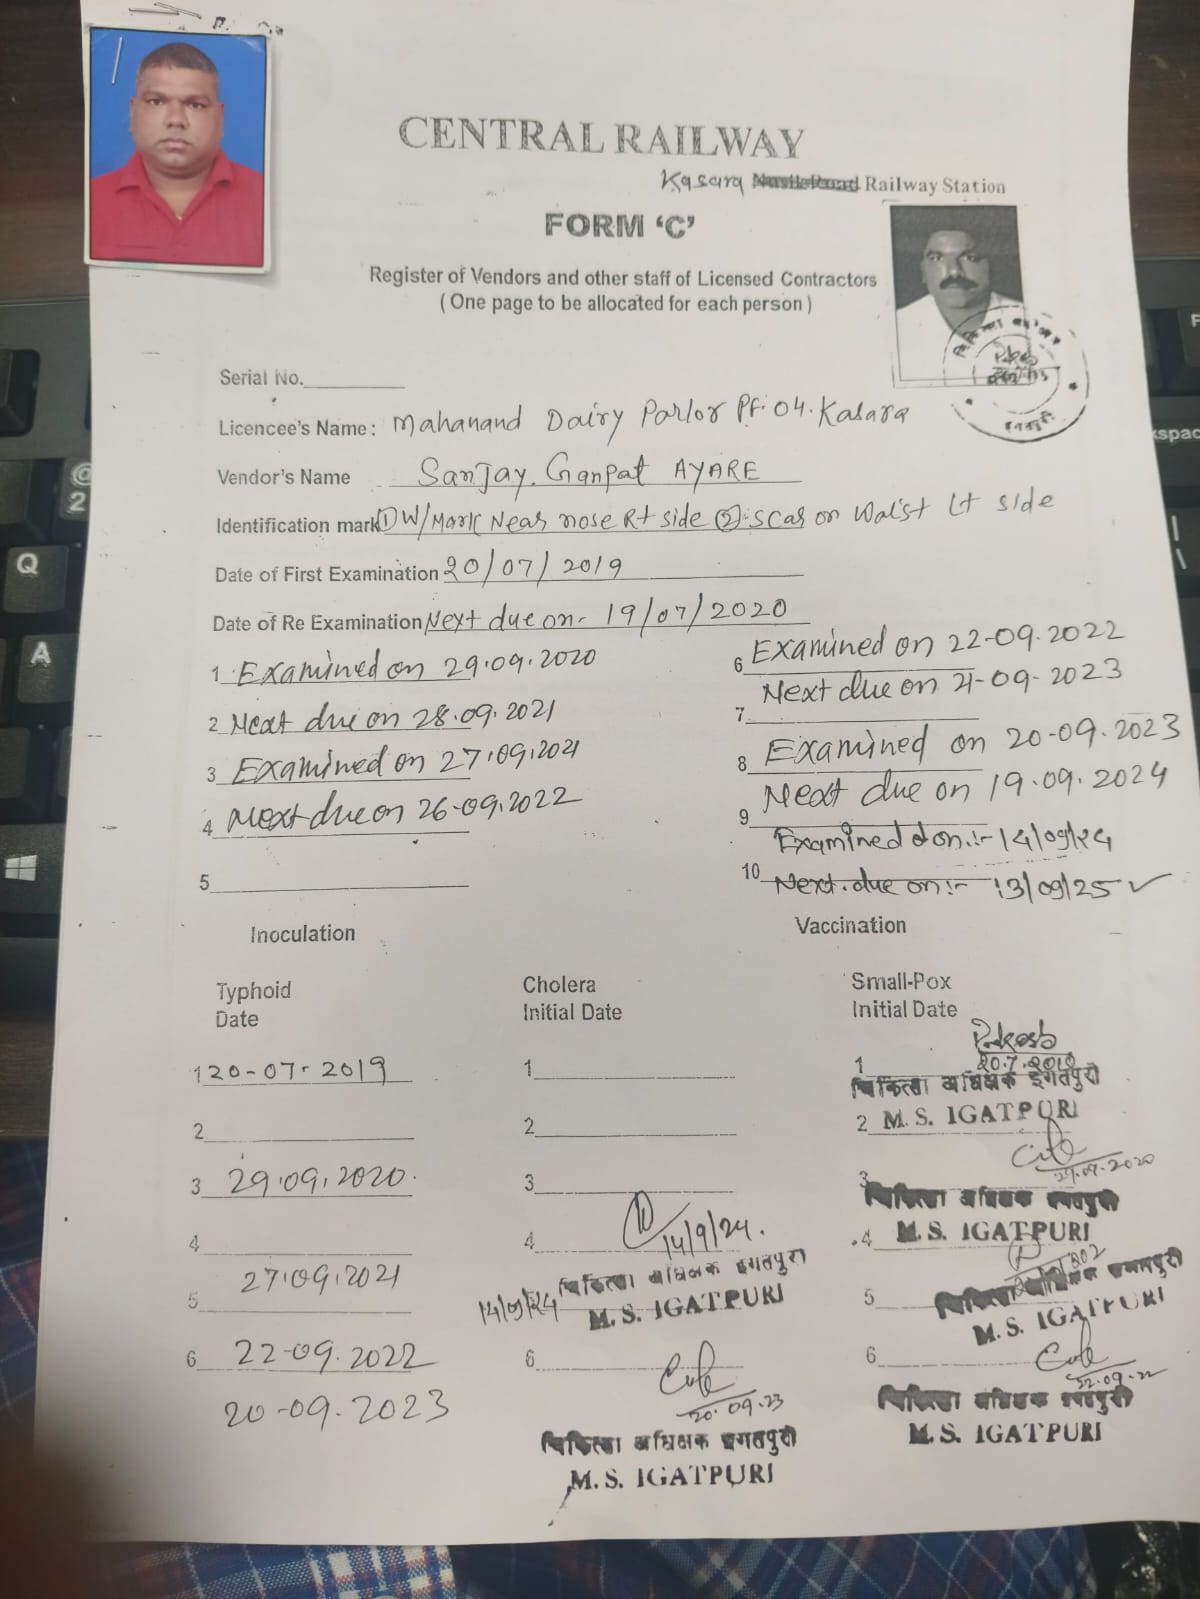 CENTRAL RAILWAY
Kasara Railway Station
FORM ‘C’
Register of Vendors and other staff of Licensed Contractors
( One page to be allocated for each person )
Serial No.
Licencee's Name : Mahanand Dairy Parlor PF. 04. Kasara
Vendor's Name Sanjay. Ganpat AYARE
Identification mark ① W/Mark Near nose Rt side ②. scar on Waist Lt side
Date of First Examination 20/07/2019
Date of Re Examination Next due on- 19/07/2020
1 Examined on 29.09.2020
2 Next due on 28.09.2021
3 Examined on 27.09.2021
4 Next due on 26-09.2022
5
6 Examined on 22-09.2022
7 Next due on 21-09-2023
8 Examined on 20-09.2023
9 Next due on 19.09.2024
Examined on :- 14/09/24
10 Next due on :- 13/09/25 ✓
Inoculation
Vaccination
Typhoid
Date
1 20-07-2019
2
3 29.09.2020.
4
27.09.2021
5
6 22-09.2022
20-09.2023
Cholera
Initial Date
1
2
3
4 14/9/24.
चिकित्सा अधिक्षक इगतपुरी
14/09/24 M. S. IGATPURI
6
20.09.23
चिकित्सा अधिक्षक इगतपुरी
M. S. IGATPURI
Small-Pox
Initial Date
1
चिकित्सा अधिक्षक इगतपुरी
2 M. S. IGATPURI
3
चिकित्सा अधिक्षक इगतपुरी
4 M. S. IGATPURI
चिकित्सा अधिक्षक इगतपुरी
5 M. S. IGATPURI
6
22-09-22
चिकित्सा अधिक्षक इगतपुरी
M. S. IGATPURI